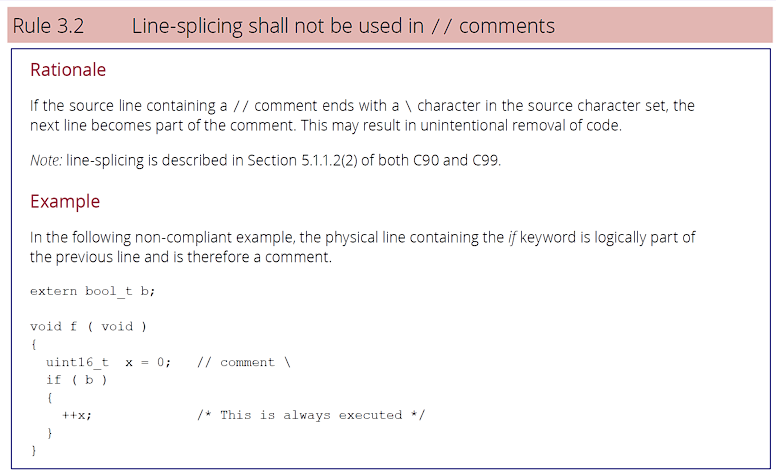 Rule 3.2 Line-splicing shall not be used in // comments
Rationale
If the source line containing a // comment ends with a \ character in the source character set, the
next line becomes part of the comment. This may result in unintentional removal of code.
Note: line-splicing is described in Section 5.1.1.2(2) of both C90 and C99.
Example
In the following non-compliant example, the physical line containing the if keyword is logically part of
the previous line and is therefore a comment.
extern bool_t b;
void f ( void )
{
  uint16_t  x = 0;   // comment \
  if ( b )
  {
    ++x;             /* This is always executed */
  }
}